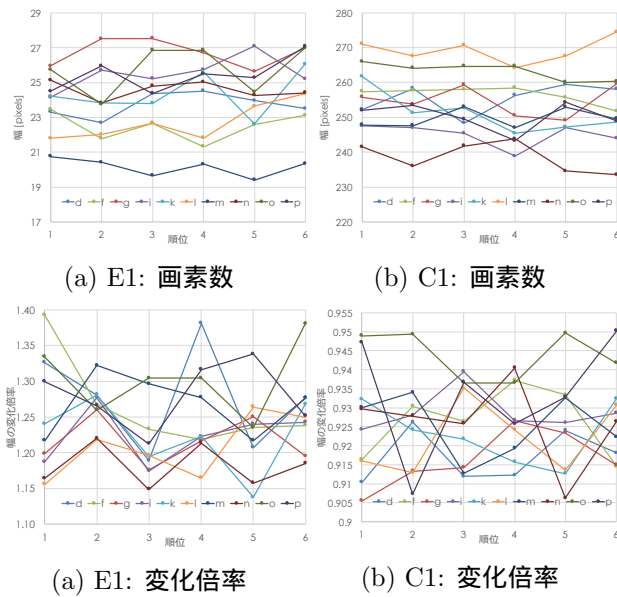 29
27
25
23
21
19
17
幅 [pixels]
d f g i k l m n o p
1 2 3 4 5 6
順位
(a) E1: 画素数
280
270
260
250
240
230
220
幅 [pixels]
d f g i k l m n o p
1 2 3 4 5 6
順位
(b) C1: 画素数
1.40
1.35
1.30
1.25
1.20
1.15
1.10
幅の変化倍率
d f g i k l m n o p
1 2 3 4 5 6
順位
(a) E1: 変化倍率
0.955
0.95
0.945
0.94
0.935
0.93
0.925
0.92
0.915
0.91
0.905
0.9
幅の変化倍率
d f g i k l m n o p
1 2 3 4 5 6
順位
(b) C1: 変化倍率